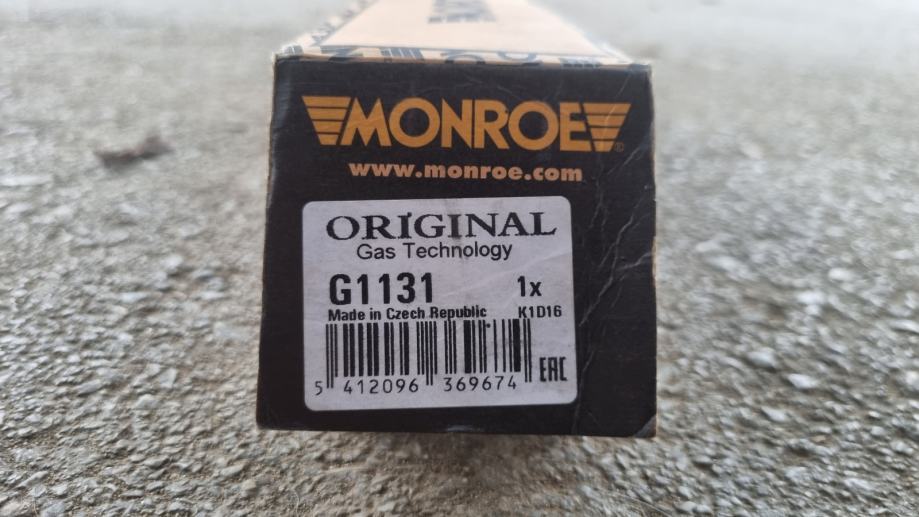 MONROE®
www.monroe.com
ORIGINAL
Gas Technology
G1131 1x
Made in Czech Republic K1D16
5 412096 369674 EAC